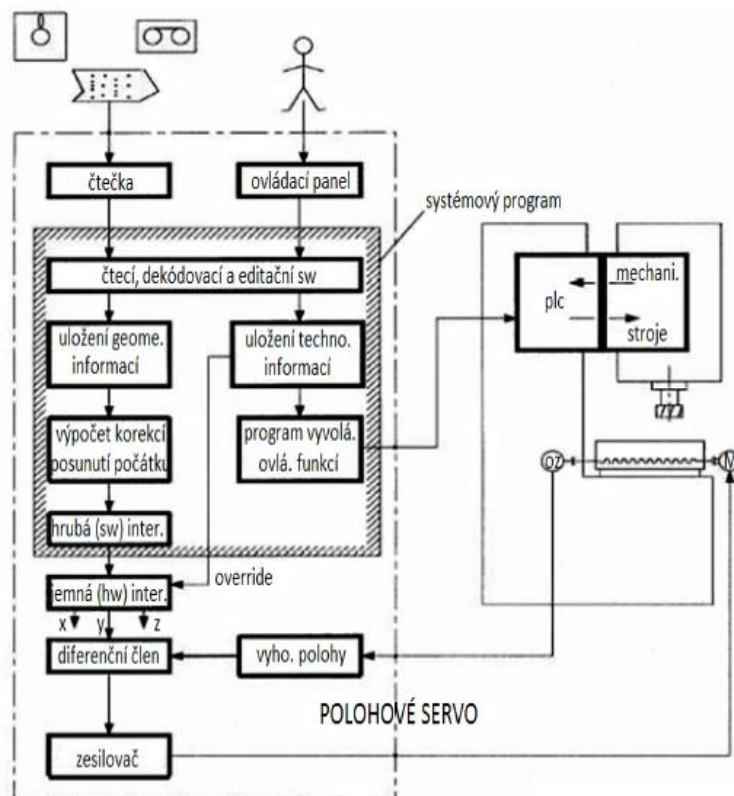 čtečka
ovládací panel
systémový program
čtecí, dekódovací a editační sw
mechani.
plc
stroje
uložení geome.
informací
uložení techno.
informací
výpočet korekcí
posunutí počátku
program vyvolá.
ovlá. funkcí
oz
M
hrubá (sw) inter.
override
jemná (hw) inter.
x y z
diferenční člen
vyho. polohy
POLOHOVÉ SERVO
zesilovač